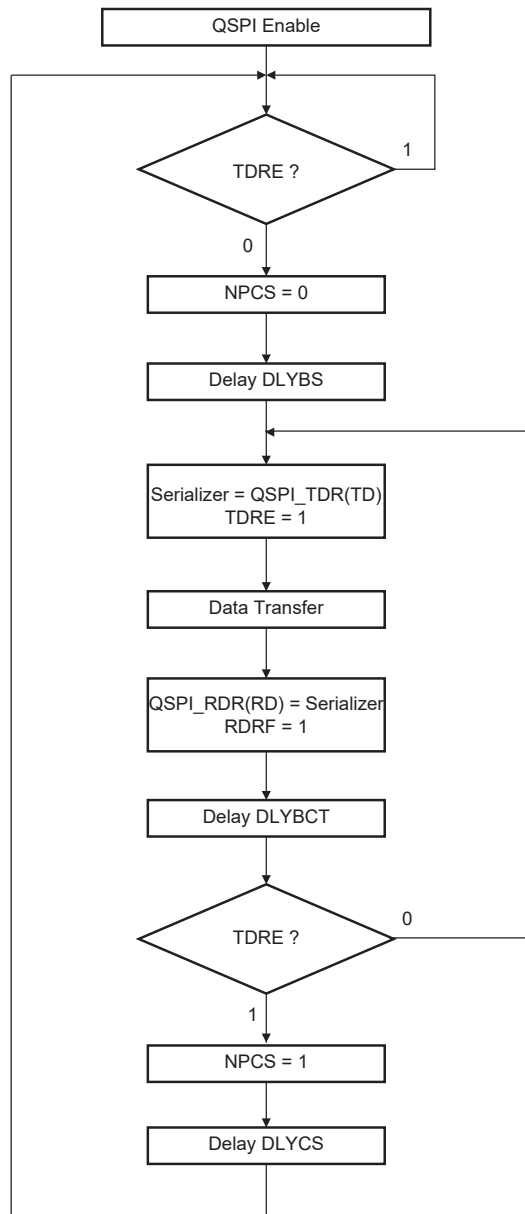 QSPI Enable
TDRE ?
1
0
NPCS = 0
Delay DLYBS
Serializer = QSPI_TDR(TD)
TDRE = 1
Data Transfer
QSPI_RDR(RD) = Serializer
RDRF = 1
Delay DLYBCT
TDRE ?
0
1
NPCS = 1
Delay DLYCS